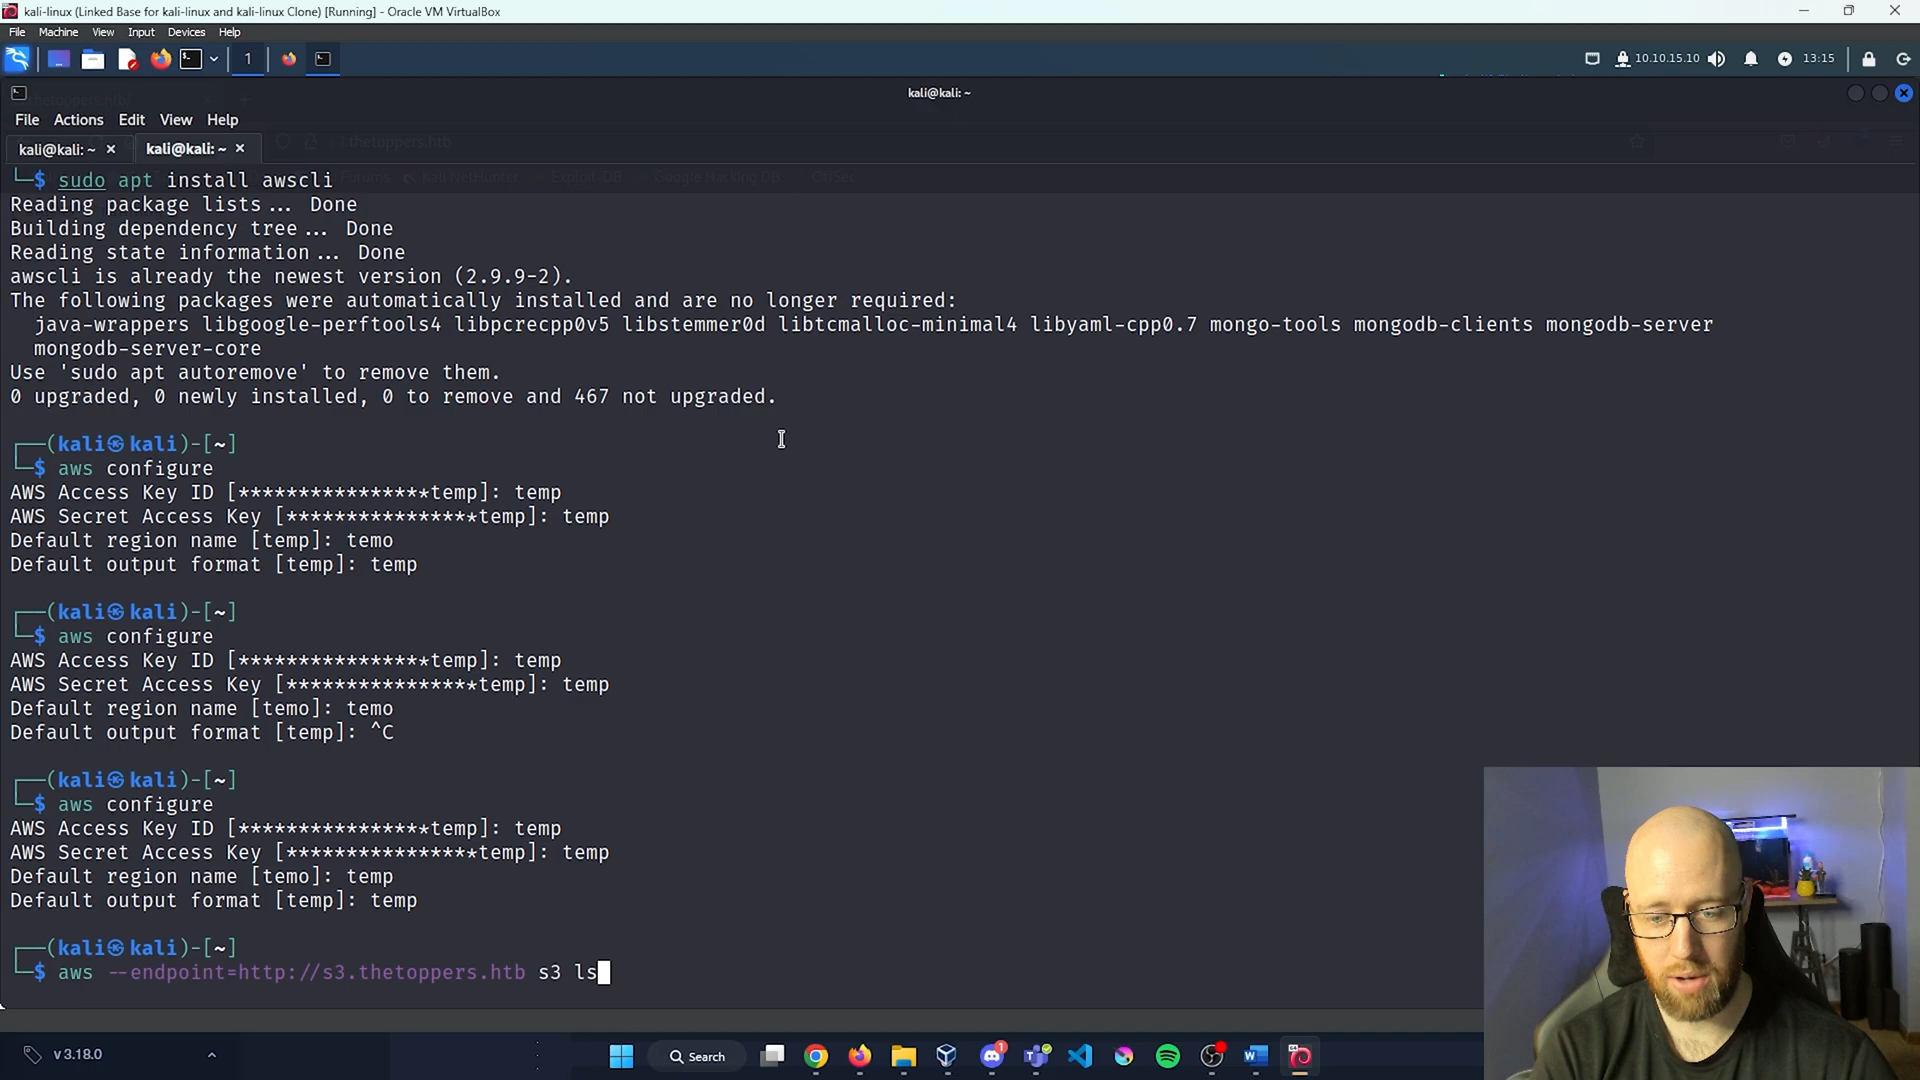 kali-linux (Linked Base for kali-linux and kali-linux Clone) [Running] - Oracle VM VirtualBox
File Machine View Input Devices Help
1
10.10.15.10
13:15
kali@kali: ~
File Actions Edit View Help
kali@kali: ~ ×
kali@kali: ~ ×
thetoppers.htb
└─$ sudo apt install awscli
Reading package lists... Done
Building dependency tree... Done
Reading state information... Done
awscli is already the newest version (2.9.9-2).
The following packages were automatically installed and are no longer required:
java-wrappers libgoogle-perftools4 libpcrecpp0v5 libstemmer0d libtcmalloc-minimal4 libyaml-cpp0.7 mongo-tools mongodb-clients mongodb-server
mongodb-server-core
Use 'sudo apt autoremove' to remove them.
0 upgraded, 0 newly installed, 0 to remove and 467 not upgraded.
┌──(kali㉿kali)-[~]
└─$ aws configure
AWS Access Key ID [****************temp]: temp
AWS Secret Access Key [****************temp]: temp
Default region name [temp]: temo
Default output format [temp]: temp
┌──(kali㉿kali)-[~]
└─$ aws configure
AWS Access Key ID [****************temp]: temp
AWS Secret Access Key [****************temp]: temp
Default region name [temo]: temo
Default output format [temp]: ^C
┌──(kali㉿kali)-[~]
└─$ aws configure
AWS Access Key ID [****************temp]: temp
AWS Secret Access Key [****************temp]: temp
Default region name [temo]: temp
Default output format [temp]: temp
┌──(kali㉿kali)-[~]
└─$ aws --endpoint=http://s3.thetoppers.htb s3 ls
v 3.18.0
Search
1